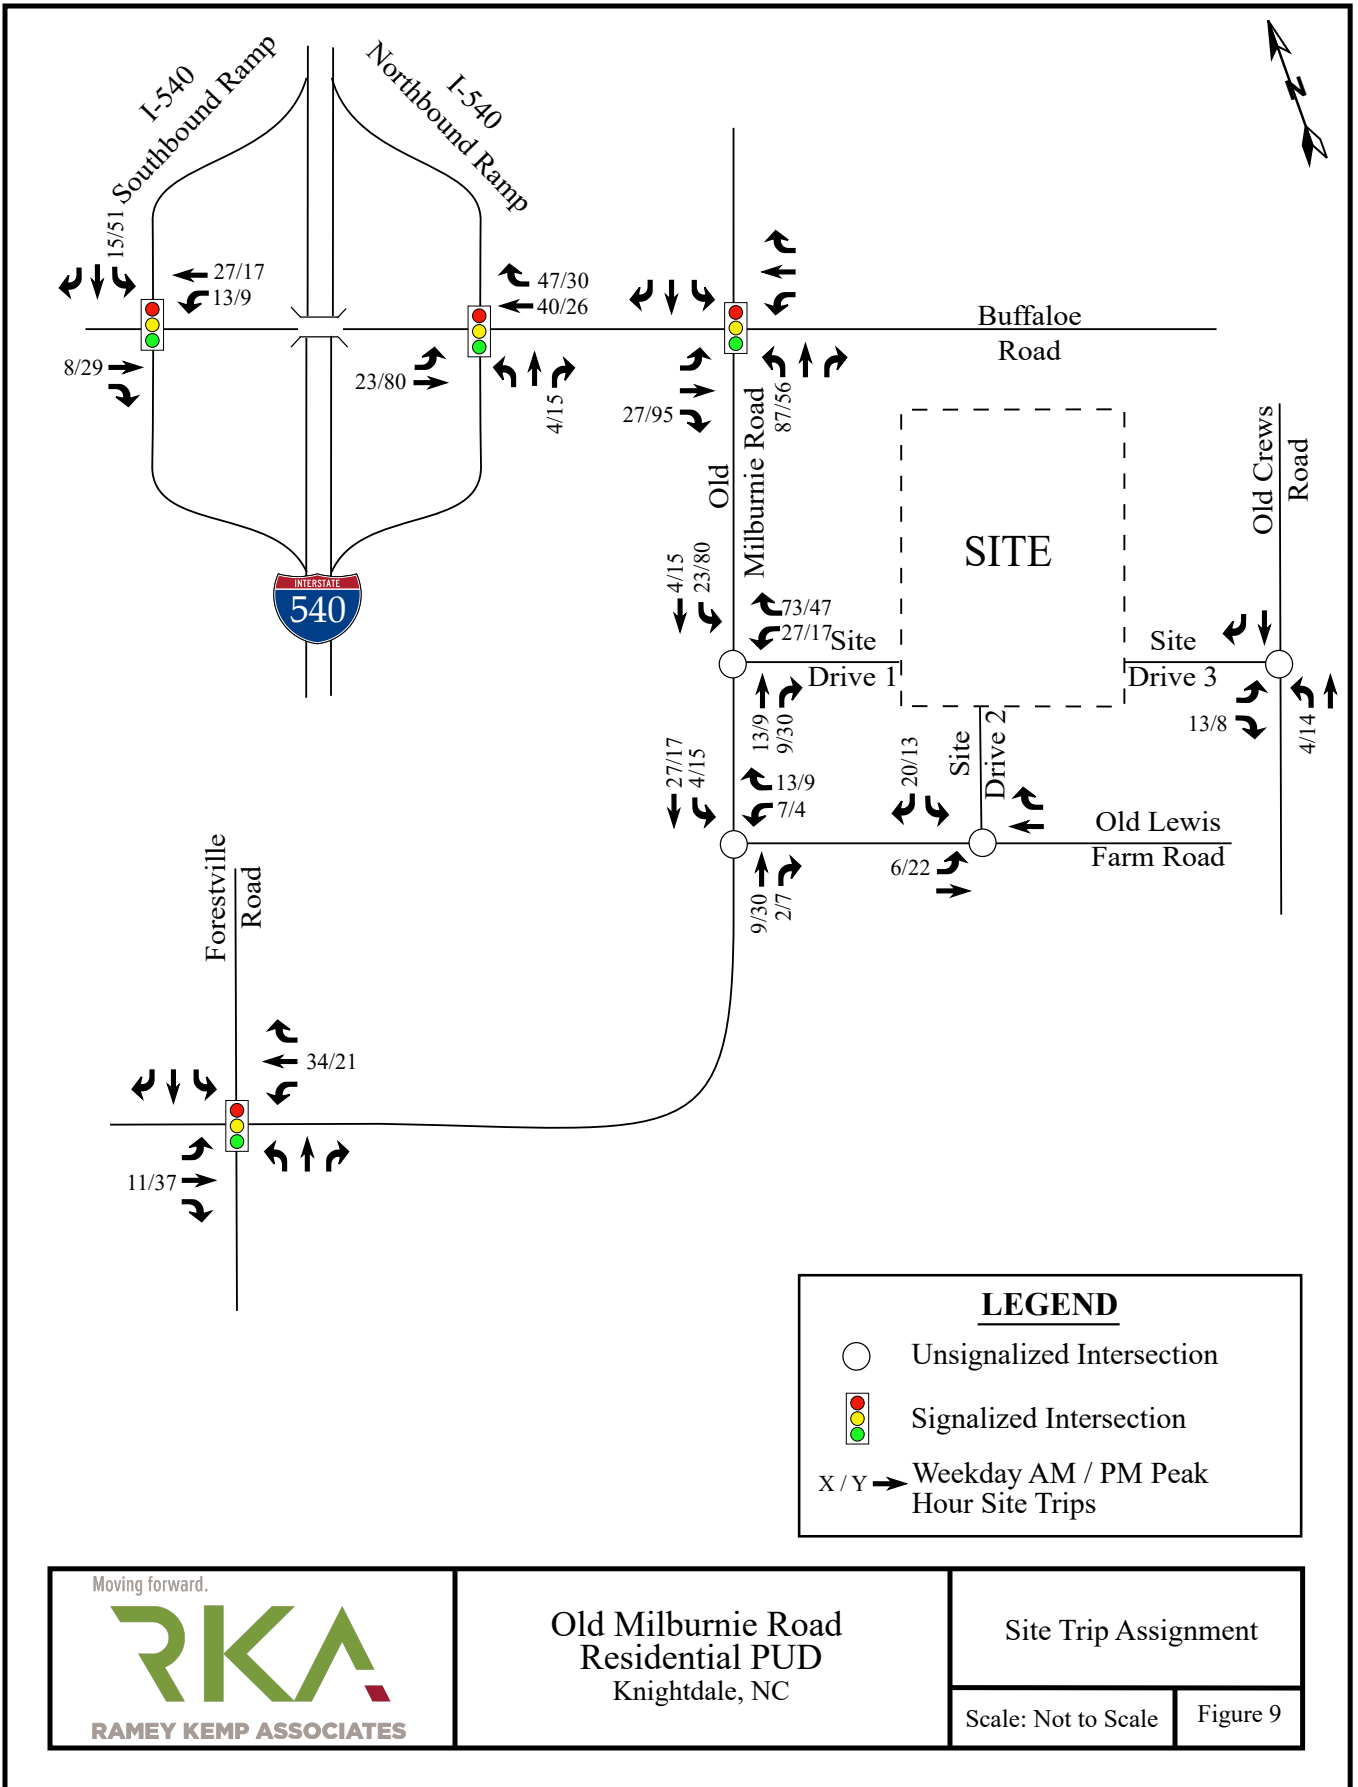 I-540
Southbound Ramp
I-540
Northbound Ramp
N
15/51
27/17
13/9
8/29
47/30
40/26
23/80
4/15
27/95
87/56
Buffaloe
Road
Old
Milburnie Road
INTERSTATE
540
SITE
Old Crews
Road
4/15
23/80
73/47
27/17
Site
Drive 1
13/9
9/30
Site
Drive 3
13/8
4/14
27/17
4/15
13/9
7/4
9/30
2/7
20/13
Site
Drive 2
6/22
Old Lewis
Farm Road
Forestville
Road
34/21
11/37
LEGEND
Unsignalized Intersection
Signalized Intersection
X / Y
Weekday AM / PM Peak
Hour Site Trips
Moving forward.
RKA
RAMEY KEMP ASSOCIATES
Old Milburnie Road
Residential PUD
Knightdale, NC
Site Trip Assignment
Scale: Not to Scale
Figure 9